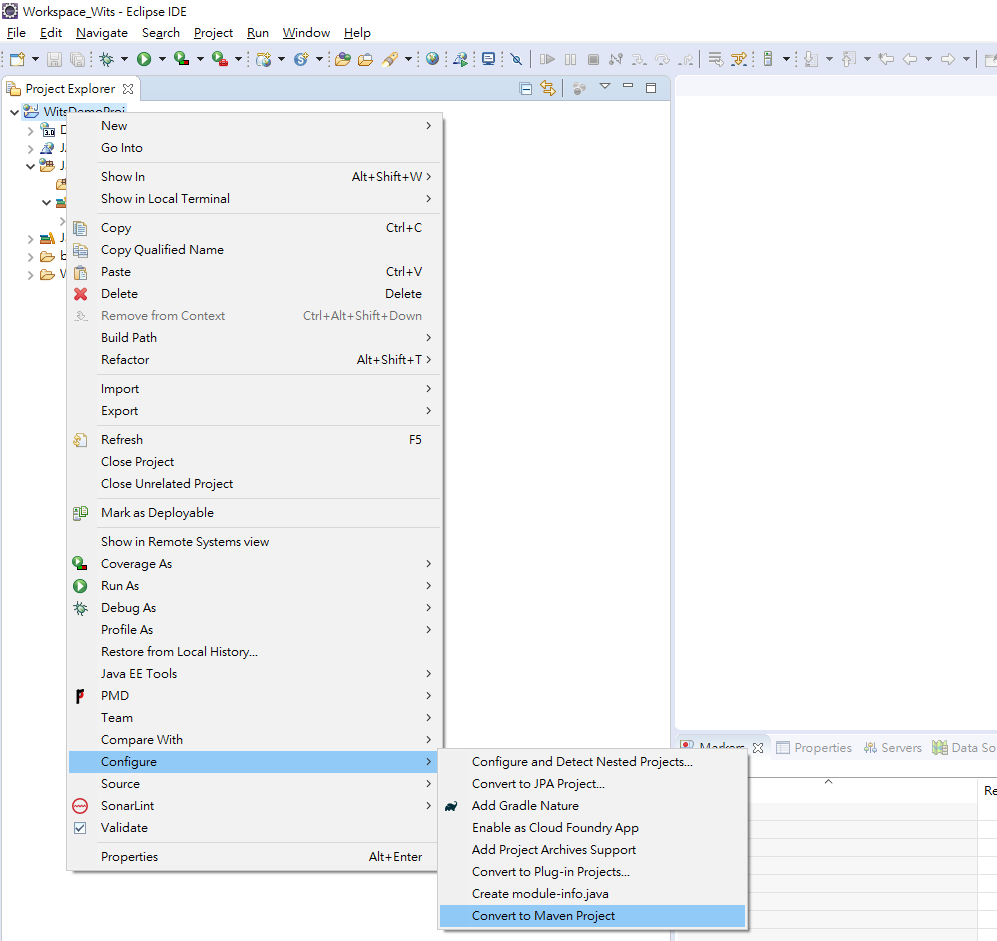 Workspace_Wits - Eclipse IDE
File Edit Navigate Search Project Run Window Help
Project Explorer
WitsDemoProj
3.0
New
Go Into
Show In Alt+Shift+W
Show in Local Terminal
Copy Ctrl+C
Copy Qualified Name
Paste Ctrl+V
Delete Delete
Remove from Context Ctrl+Alt+Shift+Down
Build Path
Refactor Alt+Shift+T
Import
Export
Refresh F5
Close Project
Close Unrelated Project
Mark as Deployable
Show in Remote Systems view
Coverage As
Run As
Debug As
Profile As
Restore from Local History...
Java EE Tools
PMD
Team
Compare With
Configure
Source
SonarLint
Validate
Properties Alt+Enter
Configure and Detect Nested Projects...
Convert to JPA Project...
Add Gradle Nature
Enable as Cloud Foundry App
Add Project Archives Support
Convert to Plug-in Projects...
Create module-info.java
Convert to Maven Project
Markers Properties Servers Data So
Re